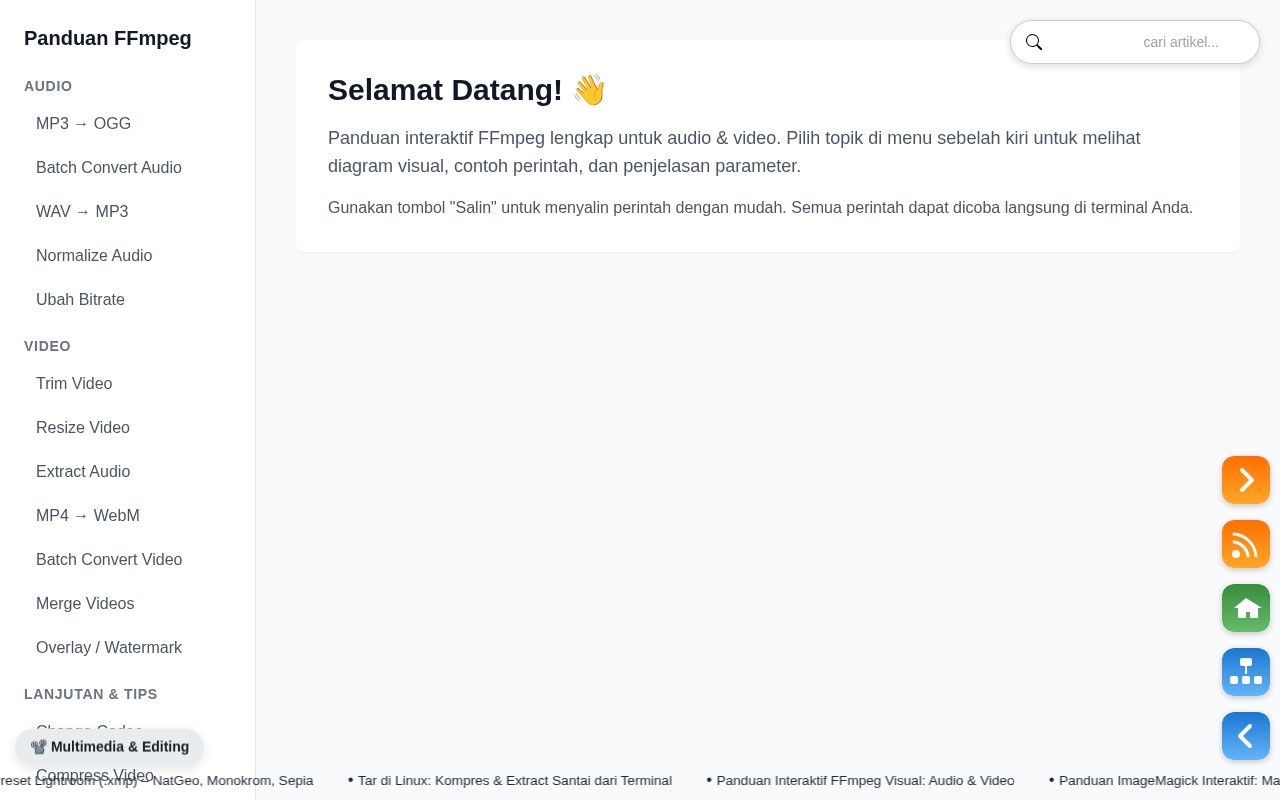 Panduan FFmpeg
AUDIO
MP3 → OGG
Batch Convert Audio
WAV → MP3
Normalize Audio
Ubah Bitrate
VIDEO
Trim Video
Resize Video
Extract Audio
MP4 → WebM
Batch Convert Video
Merge Videos
Overlay / Watermark
LANJUTAN & TIPS
Change Codec
Compress Video
cari artikel...
Selamat Datang! 👋
Panduan interaktif FFmpeg lengkap untuk audio & video. Pilih topik di menu sebelah kiri untuk melihat
diagram visual, contoh perintah, dan penjelasan parameter.
Gunakan tombol "Salin" untuk menyalin perintah dengan mudah. Semua perintah dapat dicoba langsung di terminal Anda.
📽️ Multimedia & Editing
reset Lightroom (.xmp) – NatGeo, Monokrom, Sepia • Tar di Linux: Kompres & Extract Santai dari Terminal • Panduan Interaktif FFmpeg Visual: Audio & Video • Panduan ImageMagick Interaktif: Ma